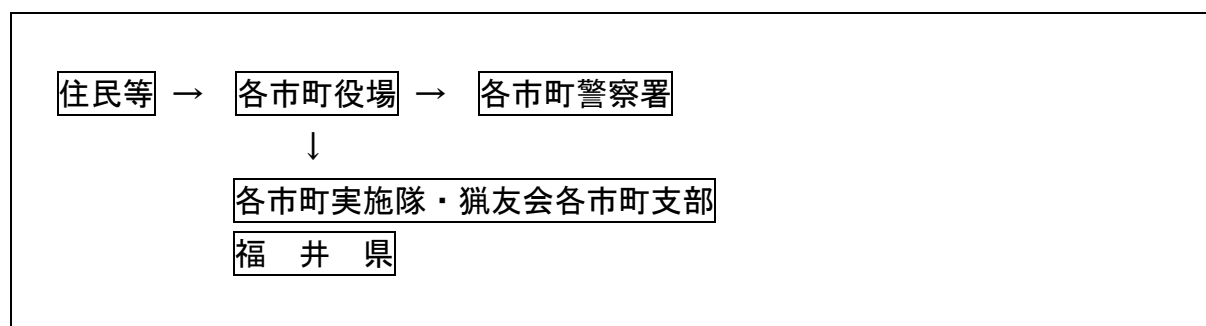 住民等 → 各市町役場 → 各市町警察署
↓
各市町実施隊・猟友会各市町支部
福　井　県